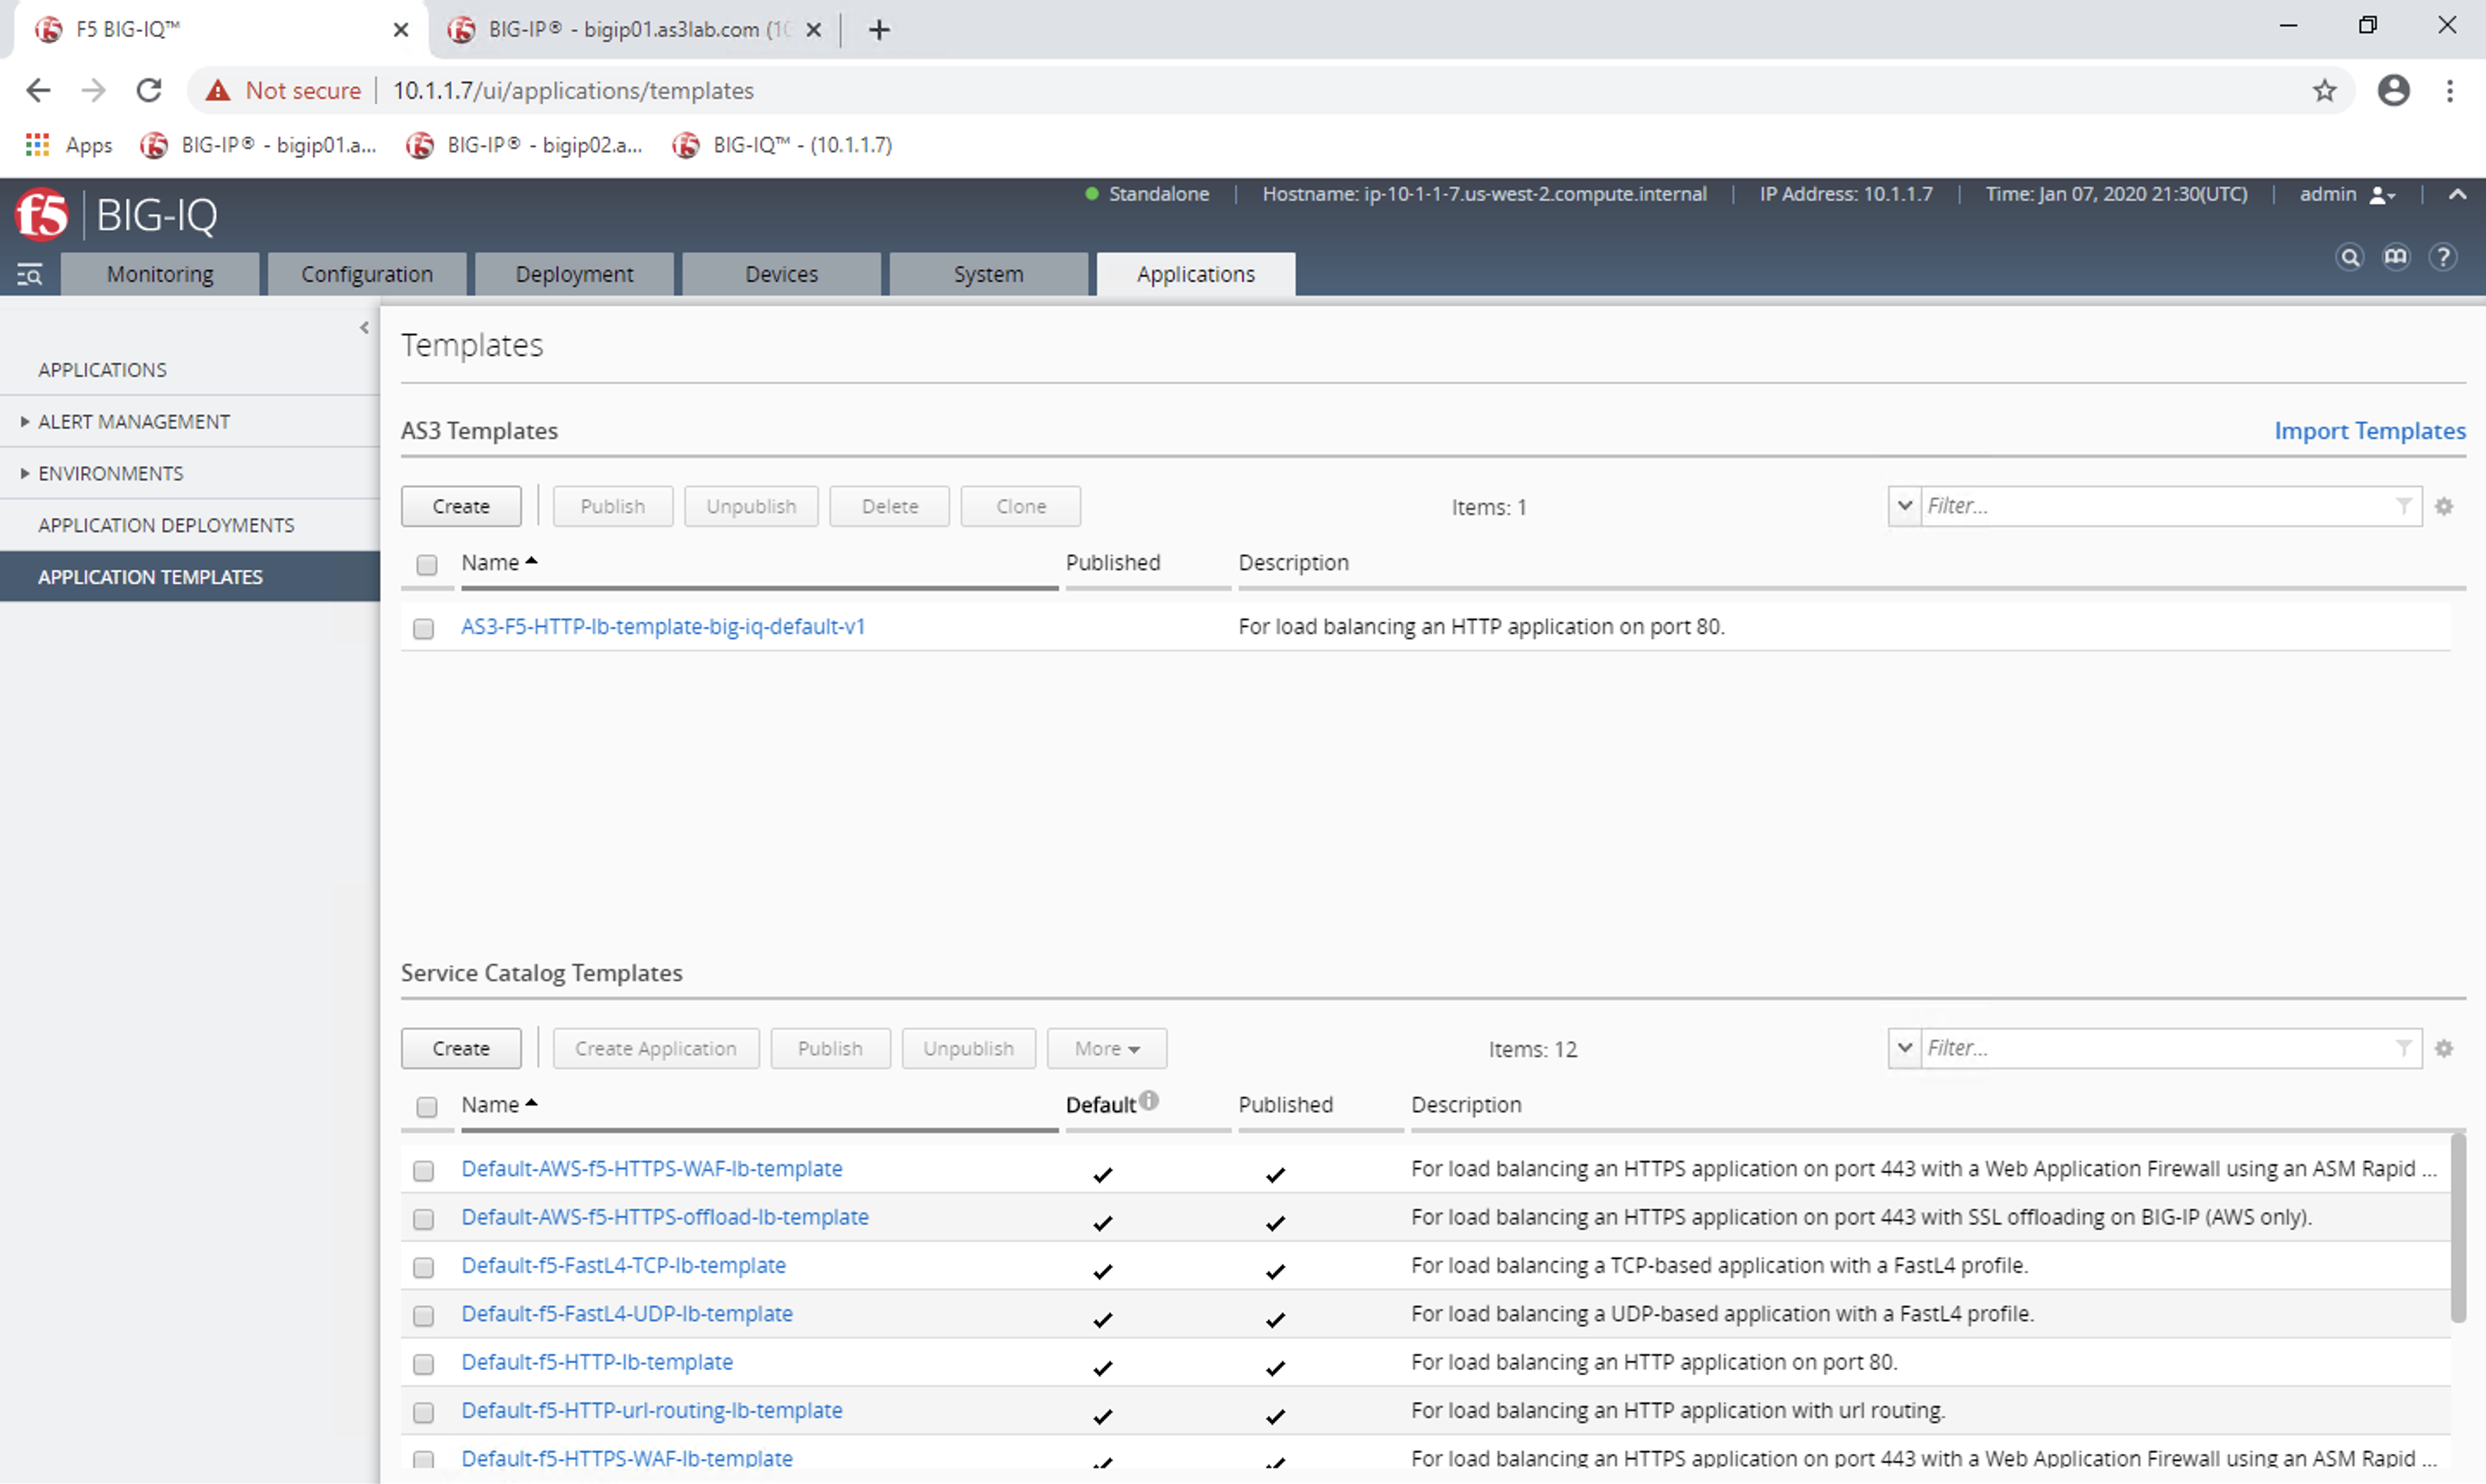 F5 BIG-IQ™
BIG-IP® - bigip01.as3lab.com (10
Not secure | 10.1.1.7/ui/applications/templates
Apps BIG-IP® - bigip01.a... BIG-IP® - bigip02.a... BIG-IQ™ - (10.1.1.7)
Standalone | Hostname: ip-10-1-1-7.us-west-2.compute.internal | IP Address: 10.1.1.7 | Time: Jan 07, 2020 21:30(UTC) | admin
f5 BIG-IQ
Monitoring Configuration Deployment Devices System Applications
APPLICATIONS
ALERT MANAGEMENT
ENVIRONMENTS
APPLICATION DEPLOYMENTS
APPLICATION TEMPLATES
Templates
AS3 Templates Import Templates
Create Publish Unpublish Delete Clone Items: 1 Filter...
Name Published Description
AS3-F5-HTTP-lb-template-big-iq-default-v1 For load balancing an HTTP application on port 80.
Service Catalog Templates
Create Create Application Publish Unpublish More Items: 12 Filter...
Name Default Published Description
Default-AWS-f5-HTTPS-WAF-lb-template ✓ ✓ For load balancing an HTTPS application on port 443 with a Web Application Firewall using an ASM Rapid ...
Default-AWS-f5-HTTPS-offload-lb-template ✓ ✓ For load balancing an HTTPS application on port 443 with SSL offloading on BIG-IP (AWS only).
Default-f5-FastL4-TCP-lb-template ✓ ✓ For load balancing a TCP-based application with a FastL4 profile.
Default-f5-FastL4-UDP-lb-template ✓ ✓ For load balancing a UDP-based application with a FastL4 profile.
Default-f5-HTTP-lb-template ✓ ✓ For load balancing an HTTP application on port 80.
Default-f5-HTTP-url-routing-lb-template ✓ ✓ For load balancing an HTTP application with url routing.
Default-f5-HTTPS-WAF-lb-template ✓ ✓ For load balancing an HTTPS application on port 443 with a Web Application Firewall using an ASM Rapid ...